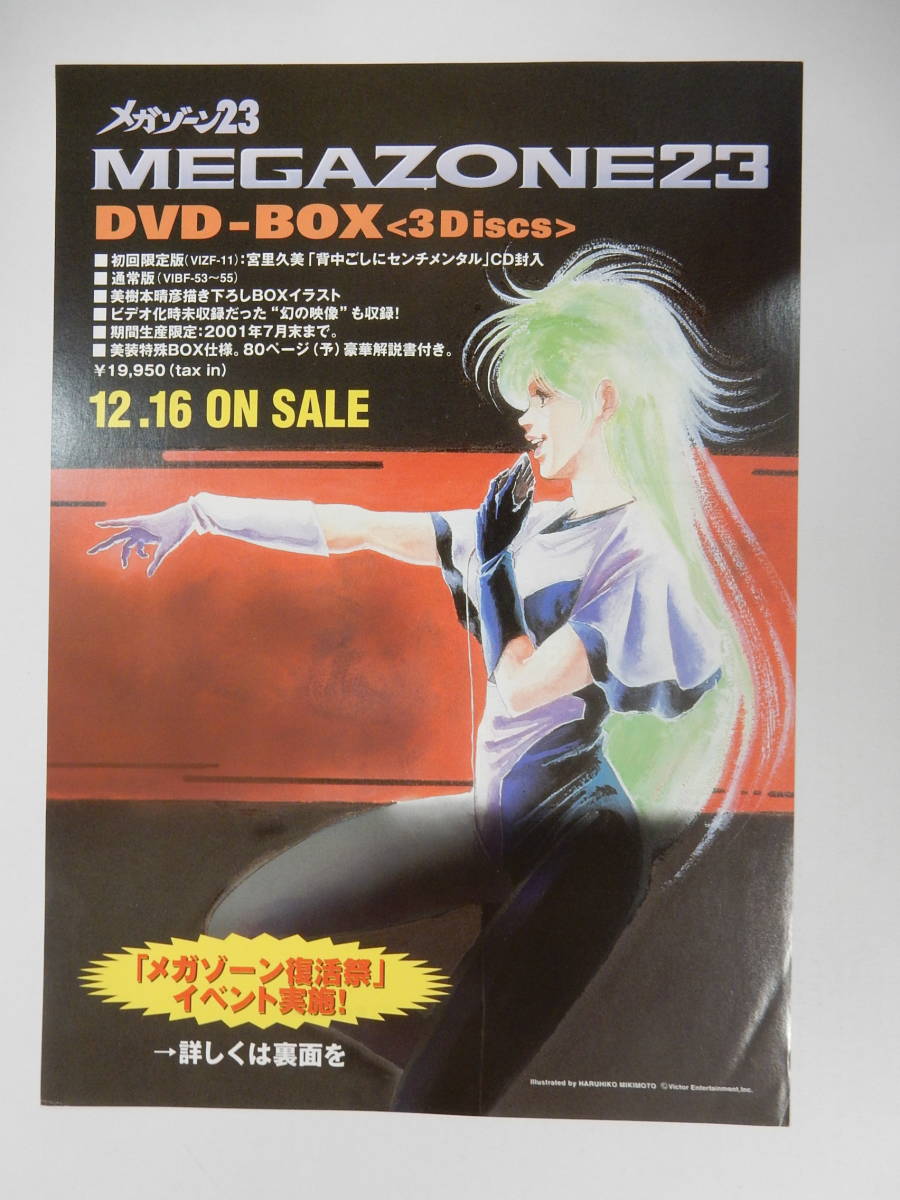 メガゾーン23
MEGAZONE23
DVD-BOX<3Discs>
■初回限定版(VIZF-11):宮里久美「背中ごしにセンチメンタル」CD封入
■通常版(VIBF-53〜55)
■美樹本晴彦描き下ろしBOXイラスト
■ビデオ化時未収録だった“幻の映像”も収録!
■期間生産限定:2001年7月末まで。
■美装特殊BOX仕様。80ページ(予)豪華解説書付き。
¥19,950(tax in)
12.16 ON SALE
「メガゾーン復活祭」
イベント実施!
→詳しくは裏面を
Illustrated by HARUHIKO MIKIMOTO ©Victor Entertainment,Inc.